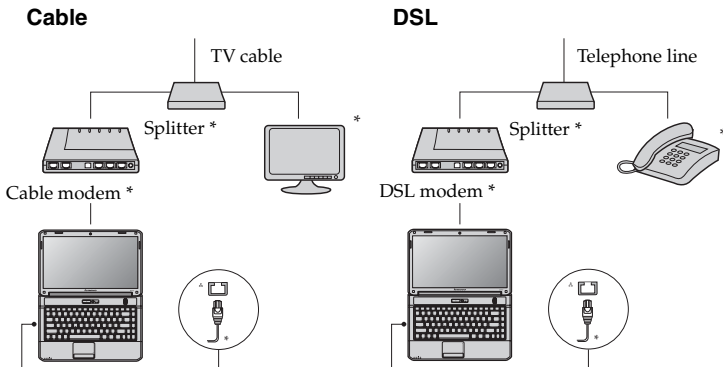 Cable
TV cable
Splitter *
*
Cable modem *
*
DSL
Telephone line
Splitter *
*
DSL modem *
*